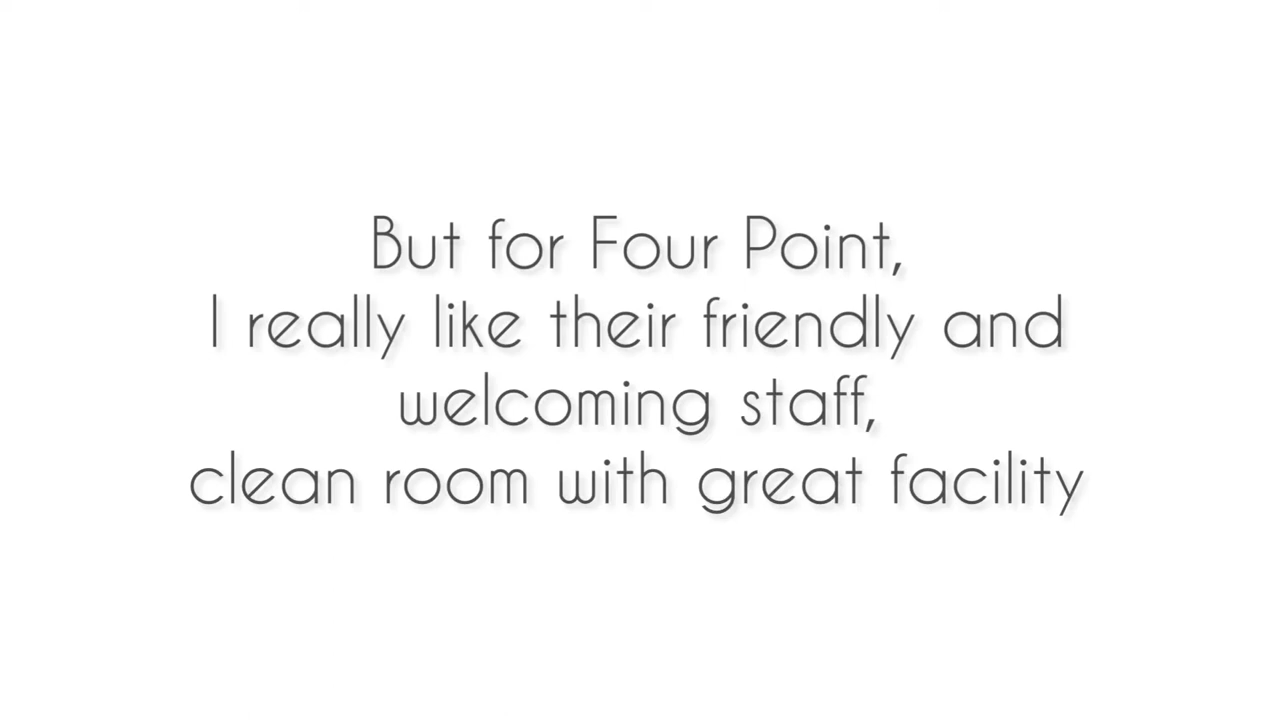 But for Four Point,
I really like their friendly and
welcoming staff,
clean room with great facility